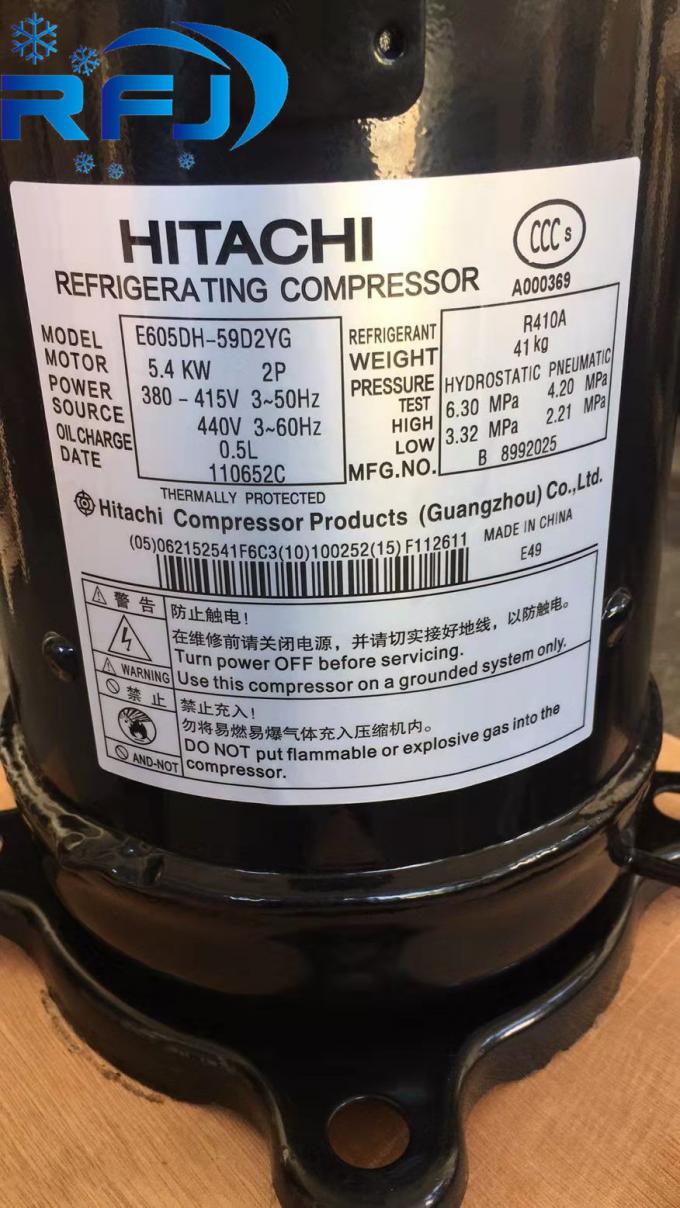 RFJ
HITACHI
CCC S
REFRIGERATING COMPRESSOR
A000369
MODEL E605DH-59D2YG
MOTOR 5.4 KW 2P
POWER SOURCE 380 - 415V 3~50Hz
440V 3~60Hz
OIL CHARGE 0.5L
DATE 110652C
REFRIGERANT R410A
WEIGHT 41 kg
PRESSURE TEST HYDROSTATIC PNEUMATIC
HIGH 6.30 MPa 4.20 MPa
LOW 3.32 MPa 2.21 MPa
MFG.NO. B 8992025
THERMALLY PROTECTED
Hitachi Compressor Products (Guangzhou) Co.,Ltd.
(05)062152541F6C3(10)100252(15)F112611
MADE IN CHINA
E49
警告
WARNING
防止触电!
在维修前请关闭电源，并请切实接好地线，以防触电。
Turn power OFF before servicing.
Use this compressor on a grounded system only.
禁止
AND-NOT
禁止充入!
勿将易燃易爆气体充入压缩机内。
DO NOT put flammable or explosive gas into the
compressor.